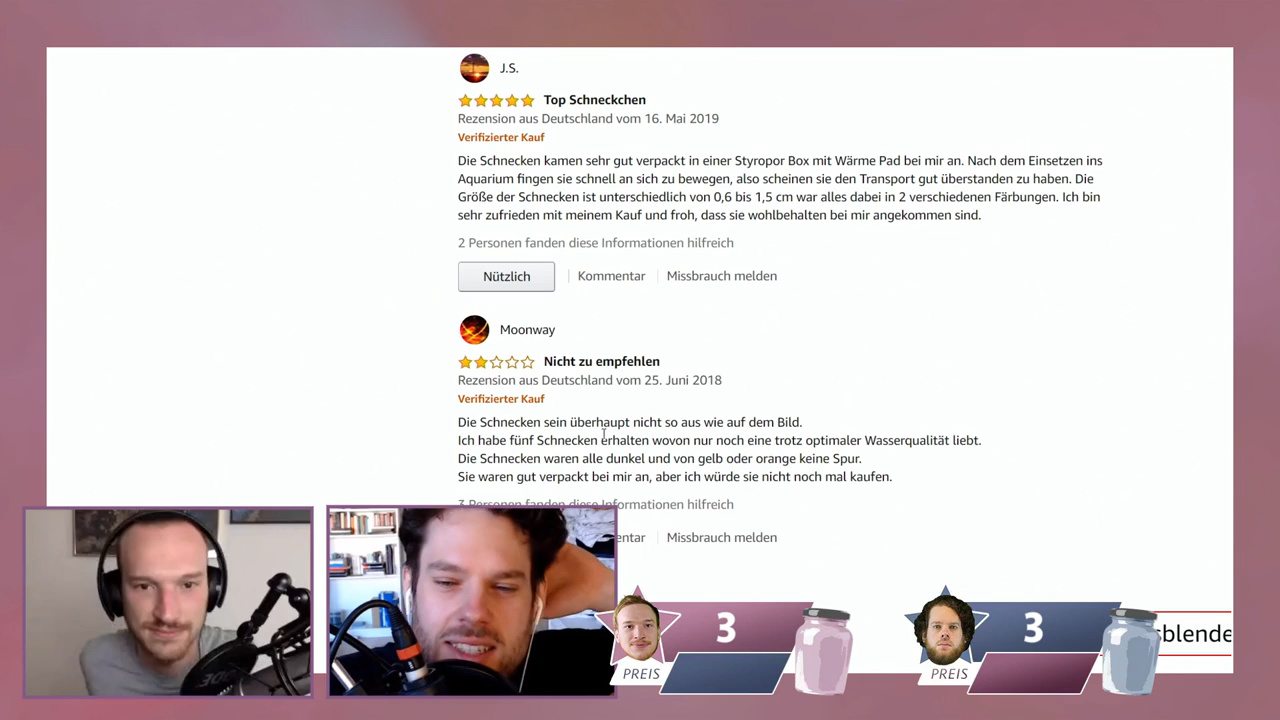 J.S.
Top Schneckchen
Rezension aus Deutschland vom 16. Mai 2019
Verifizierter Kauf
Die Schnecken kamen sehr gut verpackt in einer Styropor Box mit Wärme Pad bei mir an. Nach dem Einsetzen ins
Aquarium fingen sie schnell an sich zu bewegen, also scheinen sie den Transport gut überstanden zu haben. Die
Größe der Schnecken ist unterschiedlich von 0,6 bis 1,5 cm war alles dabei in 2 verschiedenen Färbungen. Ich bin
sehr zufrieden mit meinem Kauf und froh, dass sie wohlbehalten bei mir angekommen sind.
2 Personen fanden diese Informationen hilfreich
Nützlich
Kommentar
Missbrauch melden
Moonway
Nicht zu empfehlen
Rezension aus Deutschland vom 25. Juni 2018
Verifizierter Kauf
Die Schnecken sein überhaupt nicht so aus wie auf dem Bild.
Ich habe fünf Schnecken erhalten wovon nur noch eine trotz optimaler Wasserqualität liebt.
Die Schnecken waren alle dunkel und von gelb oder orange keine Spur.
Sie waren gut verpackt bei mir an, aber ich würde sie nicht noch mal kaufen.
3 Personen fanden diese Informationen hilfreich
entar
Missbrauch melden
3
3
sblende
PREIS
PREIS